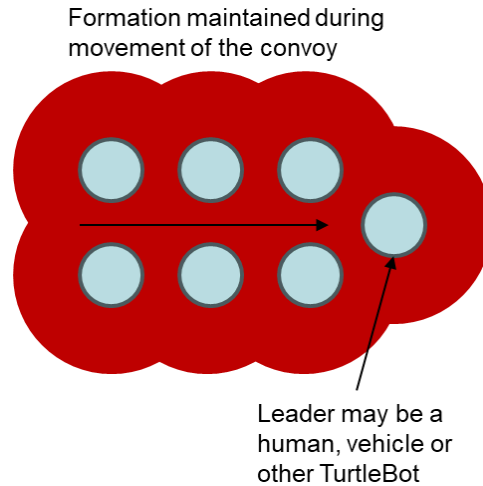 Formation maintained during
movement of the convoy
Leader may be a
human, vehicle or
other TurtleBot